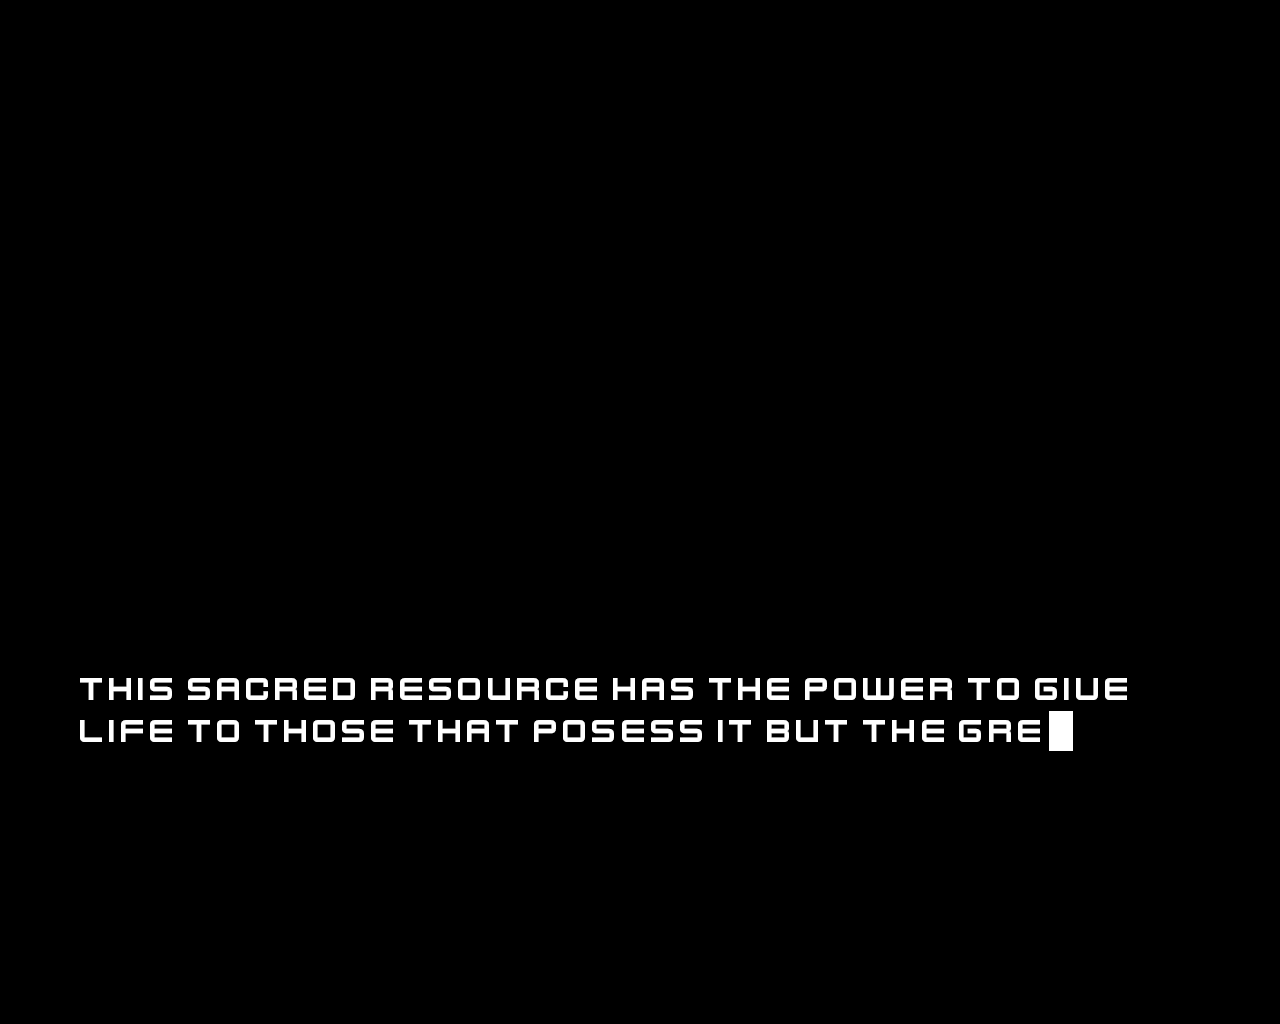 THIS SACRED RESOURCE HAS THE POWER TO GIVE
LIFE TO THOSE THAT POSESS IT BUT THE GRE